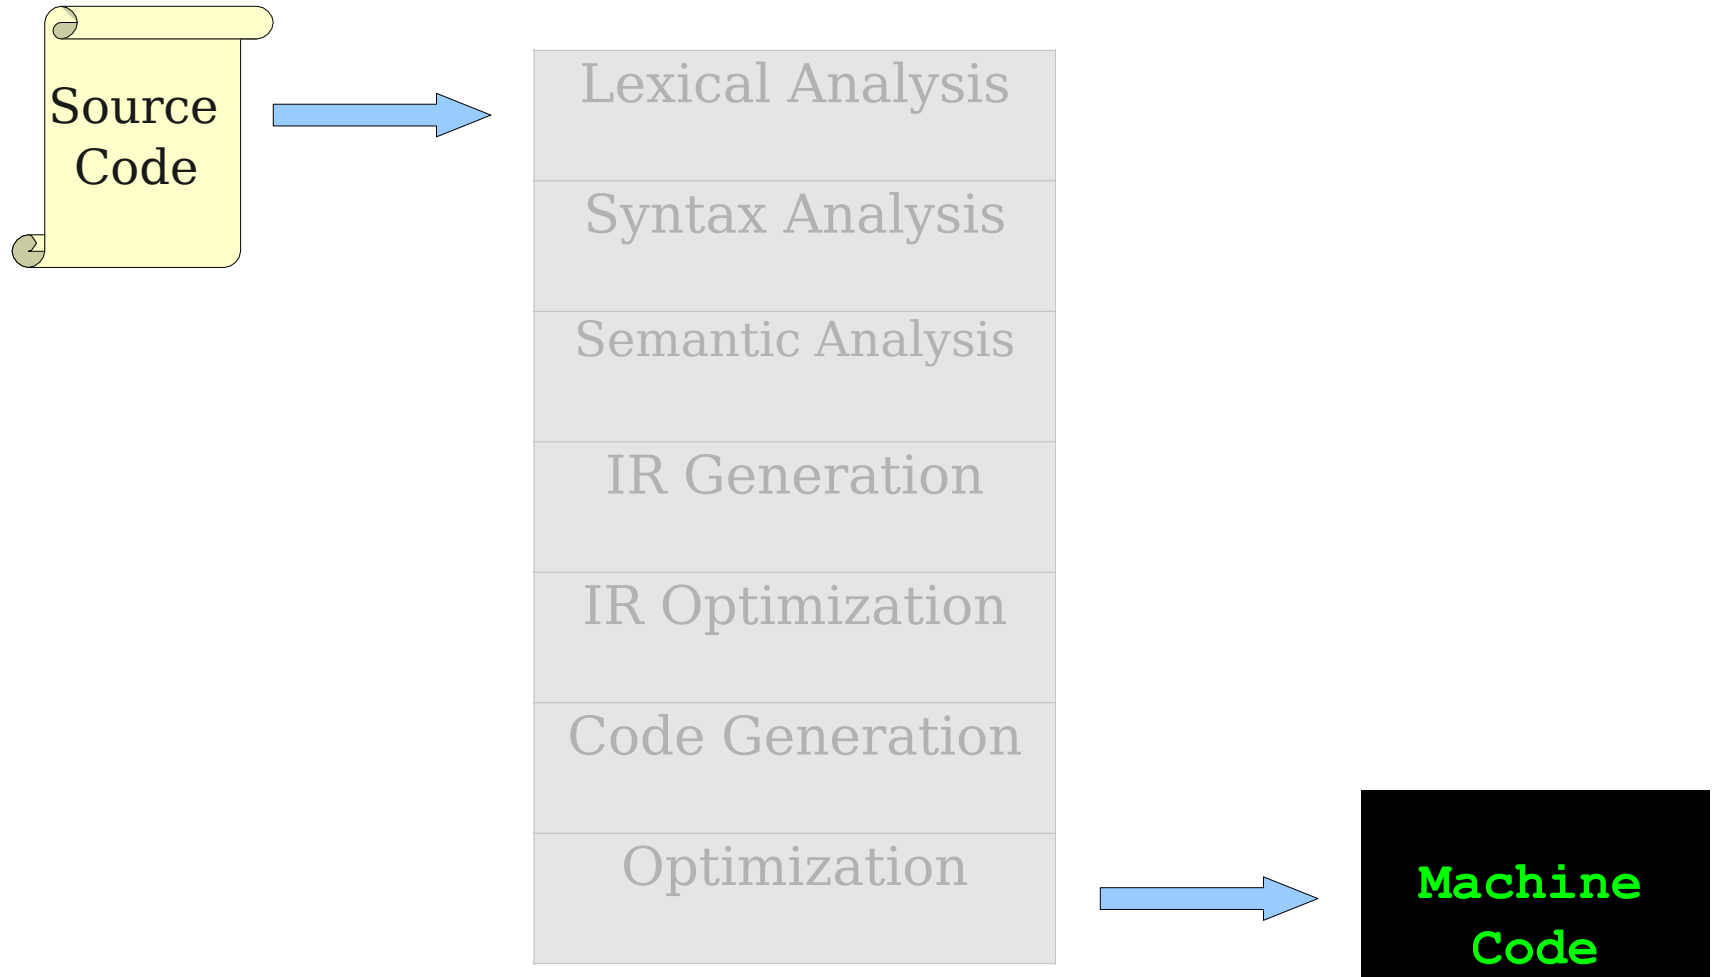 Source
Code
Lexical Analysis
Syntax Analysis
Semantic Analysis
IR Generation
IR Optimization
Code Generation
Optimization
Machine
Code